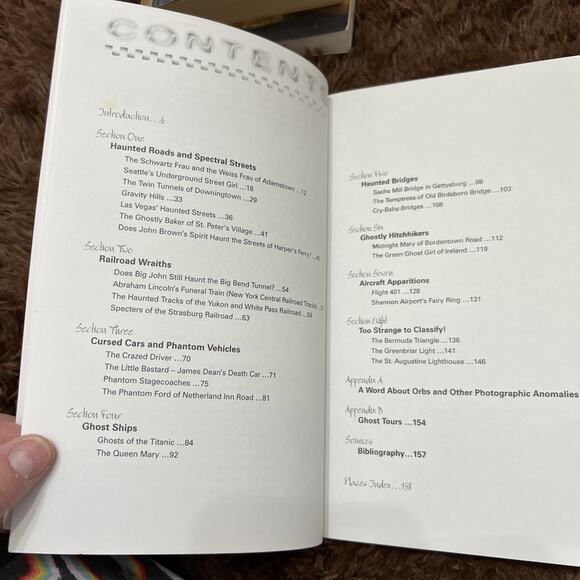 CONTENTS
Introduction...6
Section One
Haunted Roads and Spectral Streets
The Schwartz Frau and the Weiss Frau of Adamstown ...12
Seattle's Underground Street Girl ...18
The Twin Tunnels of Downingtown ...29
Gravity Hills ...33
Las Vegas' Haunted Streets ...36
The Ghostly Baker of St. Peter's Village ...41
Does John Brown's Spirit Haunt the Streets of Harper's Ferry?
Section Two
Railroad Wraiths
Does Big John Still Haunt the Big Bend Tunnel? ...54
Abraham Lincoln's Funeral Train (New York Central Railroad Tracks
The Haunted Tracks of the Yukon and White Pass Railroad ...59
Specters of the Strasburg Railroad ...63
Section Three
Cursed Cars and Phantom Vehicles
The Crazed Driver ...70
The Little Bastard – James Dean's Death Car ...71
Phantom Stagecoaches ...75
The Phantom Ford of Netherland Inn Road ...81
Section Four
Ghost Ships
Ghosts of the Titanic ...84
The Queen Mary ...92
Section Five
Haunted Bridges
Sachs Mill Bridge in Gettysburg ...98
The Temptress of Old Birdsboro Bridge ...103
Cry-Baby Bridges ...108
Section Six
Ghostly Hitchhikers
Midnight Mary of Bordentown Road ...112
The Green Ghost Girl of Ireland ...119
Section Seven
Aircraft Apparitions
Flight 401 ...128
Shannon Airport's Fairy Ring ...131
Section Eight
Too Strange to Classify!
The Bermuda Triangle ...136
The Greenbriar Light ...141
The St. Augustine Lighthouse ...146
Appendix A
A Word About Orbs and Other Photographic Anomalies
Appendix B
Ghost Tours ...154
Sources
Bibliography...157
Places Index...158